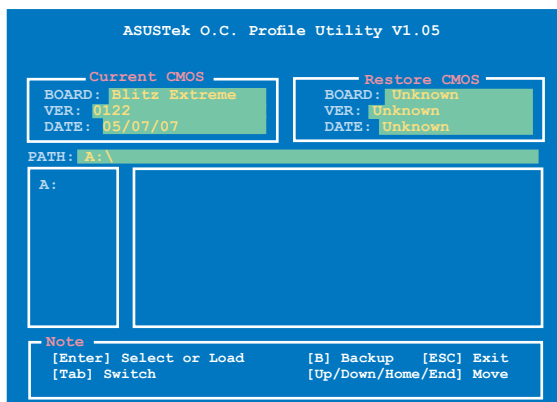 ASUSTek O.C. Profile Utility V1.05
Current CMOS
BOARD: Blitz Extreme
VER: 0122
DATE: 05/07/07
Restore CMOS
BOARD: Unknown
VER: Unknown
DATE: Unknown
PATH: A:\
A:
Note
[Enter] Select or Load [B] Backup [ESC] Exit
[Tab] Switch [Up/Down/Home/End] Move